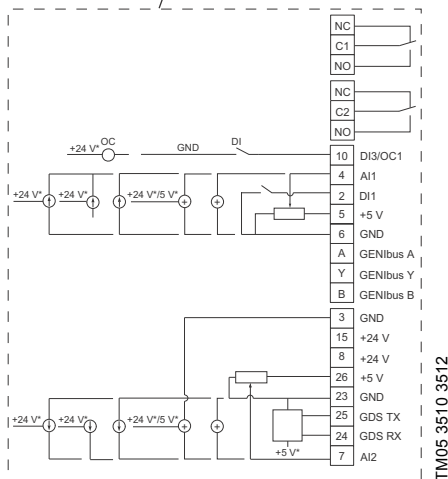 NC
C1
NO
NC
C2
NO
+24 V* OC GND DI
10 DI3/OC1
4 AI1
+24 V* +24 V* +24 V*/5 V*
2 DI1
5 +5 V
6 GND
A GENIbus A
Y GENIbus Y
B GENIbus B
3 GND
15 +24 V
8 +24 V
26 +5 V
23 GND
25 GDS TX
+24 V* +24 V* +24 V*/5 V*
24 GDS RX
+5 V*
7 AI2
TM05 3510 3512